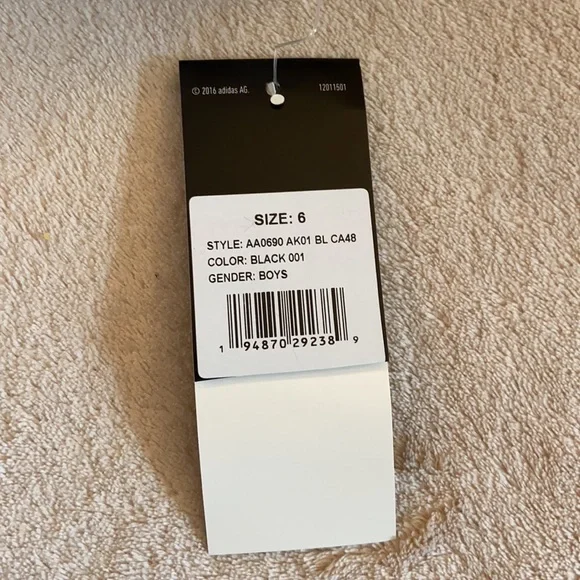 © 2016 adidas AG. 12011501
SIZE: 6
STYLE: AA0690 AK01 BL CA48
COLOR: BLACK 001
GENDER: BOYS
1 94870 29238 9